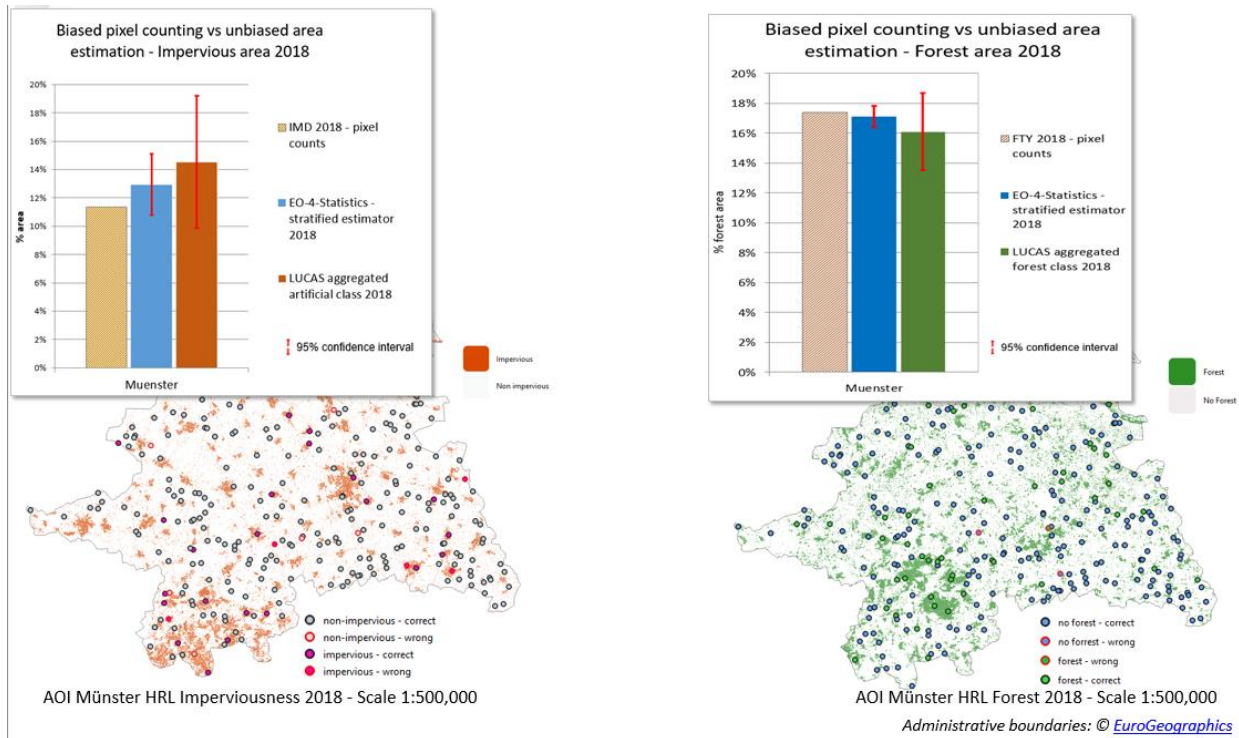 Biased pixel counting vs unbiased area
estimation - Impervious area 2018
20%
18%
16%
14%
12%
10%
8%
6%
4%
2%
0%
% area
Muenster
IMD 2018 - pixel
counts
EO-4-Statistics -
stratified estimator
2018
LUCAS aggregated
artificial class 2018
95% confidence interval
Impervious
Non impervious
non-impervious - correct
non-impervious - wrong
impervious - correct
impervious - wrong
AOI Münster HRL Imperviousness 2018 - Scale 1:500,000
Biased pixel counting vs unbiased area
estimation - Forest area 2018
20%
18%
16%
14%
12%
10%
8%
6%
4%
2%
0%
% forest area
Muenster
FTY 2018 - pixel
counts
EO-4-Statistics -
stratified estimator
2018
LUCAS aggregated
forest class 2018
95% confidence interval
Forest
No Forest
no forest - correct
no forest - wrong
forest - wrong
forest - correct
AOI Münster HRL Forest 2018 - Scale 1:500,000
Administrative boundaries: © EuroGeographics